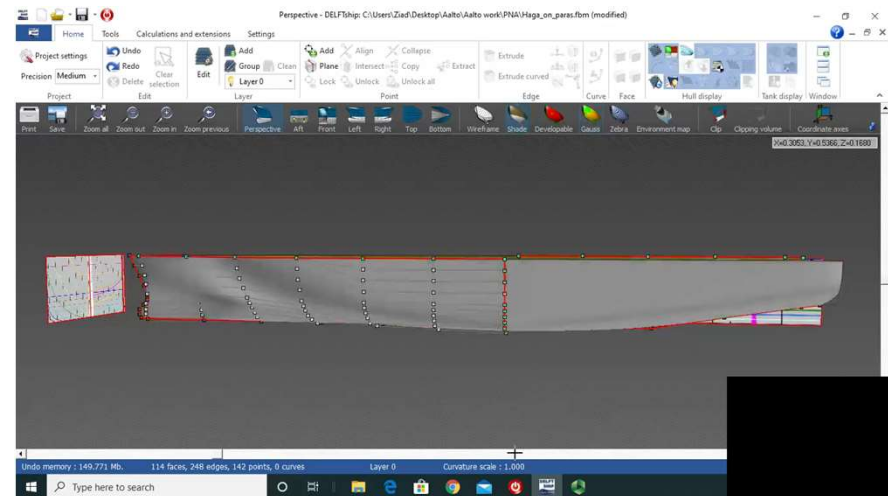 Perspective - DELFTship: C:\Users\Ziad\Desktop\Aalto\Aalto work\PNA\Haga_on_paras.fbm (modified)
Home Tools Calculations and extensions Settings
Project settings
Precision Medium
Project
Undo
Redo
Delete
Clear selection
Edit
Edit
Add
Group Clean
Layer 0
Layer
Add Align Collapse
Plane Intersect Copy Extract
Lock Unlock Unlock all
Point
Extrude
Extrude curved
Edge
Curve
Face
Hull display
Tank display
Window
Print Save Zoom all Zoom out Zoom in Zoom previous Perspective Aft Front Left Right Top Bottom Wireframe Shade Developable Gauss Zebra Environment map Clip Clipping volume Coordinate axes
X=0.3053, Y=0.5366, Z=0.1680
Undo memory : 149.771 Mb. 114 faces, 248 edges, 142 points, 0 curves Layer 0 Curvature scale : 1.000
Type here to search